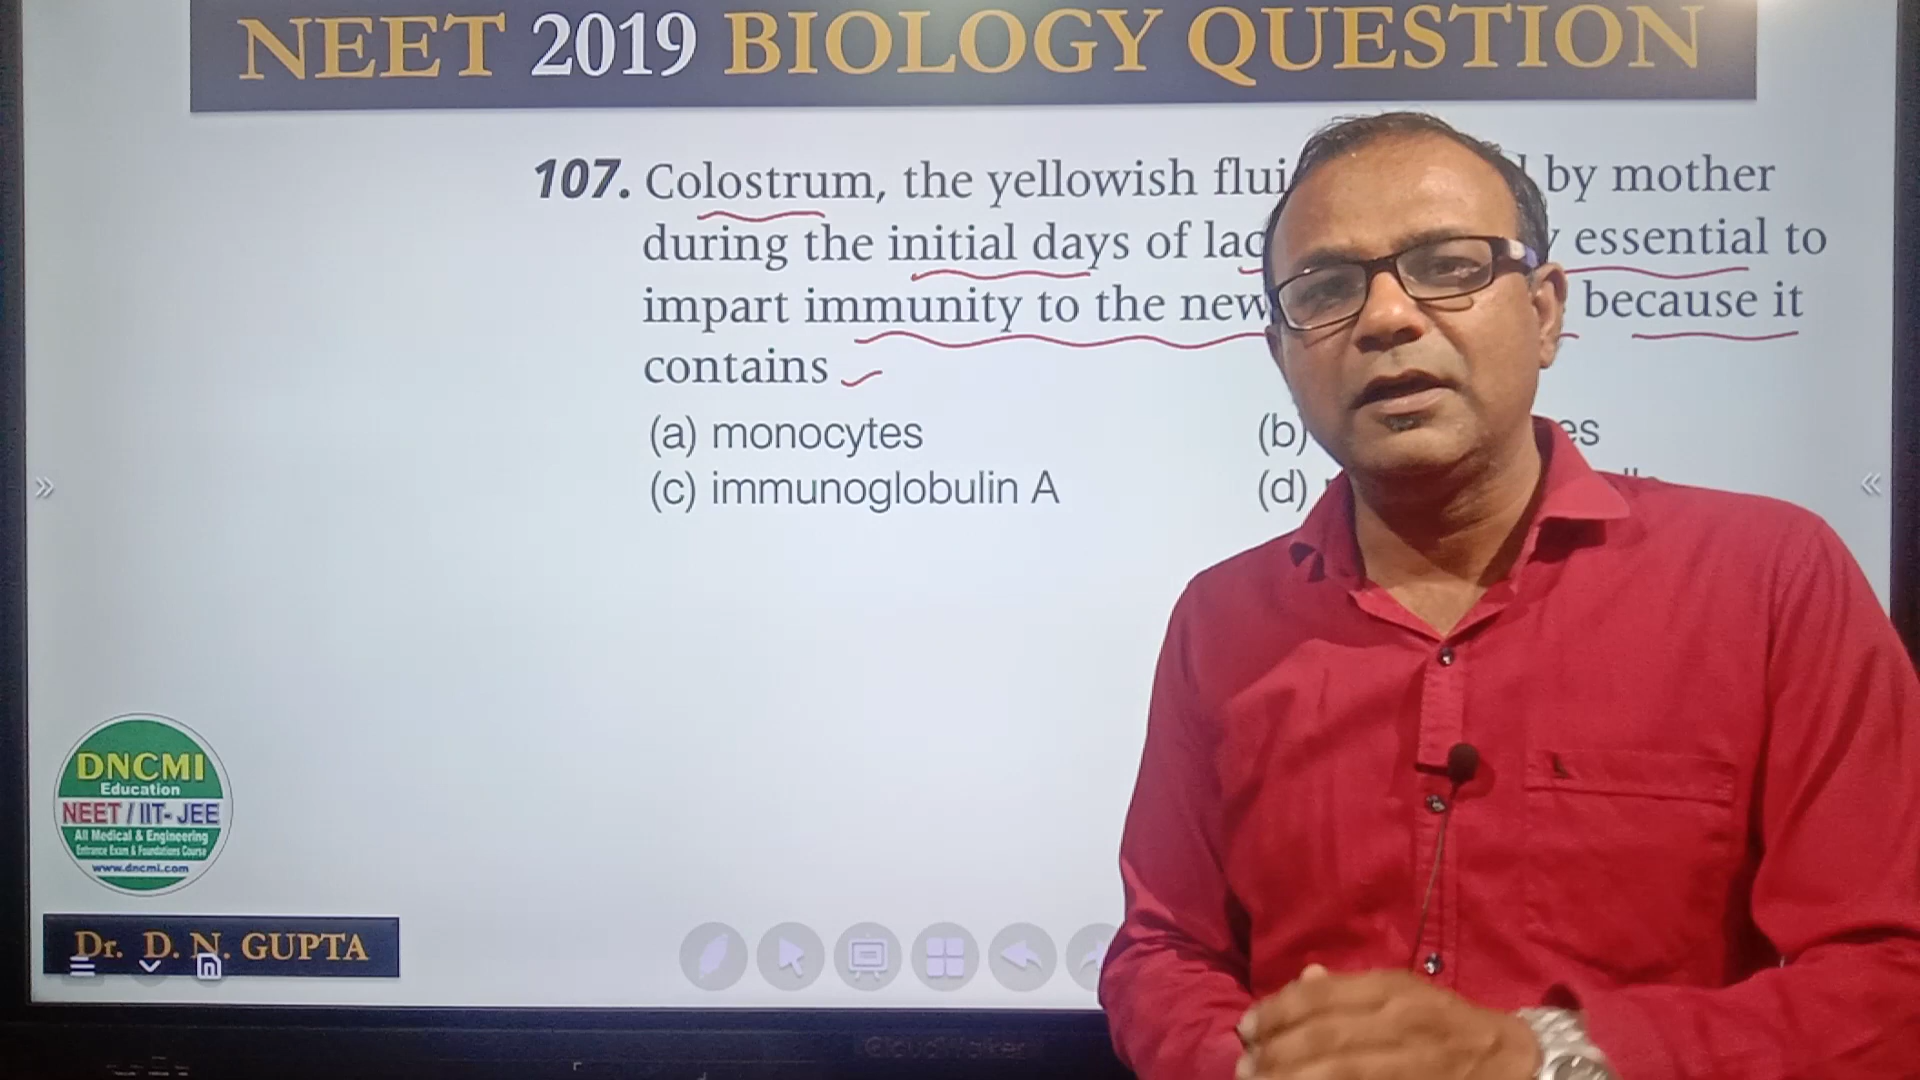 NEET 2019 BIOLOGY QUESTION
107. Colostrum, the yellowish flui by mother
during the initial days of lac essential to
impart immunity to the new because it
contains
(a) monocytes (b) es
(c) immunoglobulin A (d)
DNCMI
Education
NEET / IIT-JEE
All Medical & Engineering
Entrance Exam & Foundations Course
www.dncmi.com
Dr. D. N. GUPTA